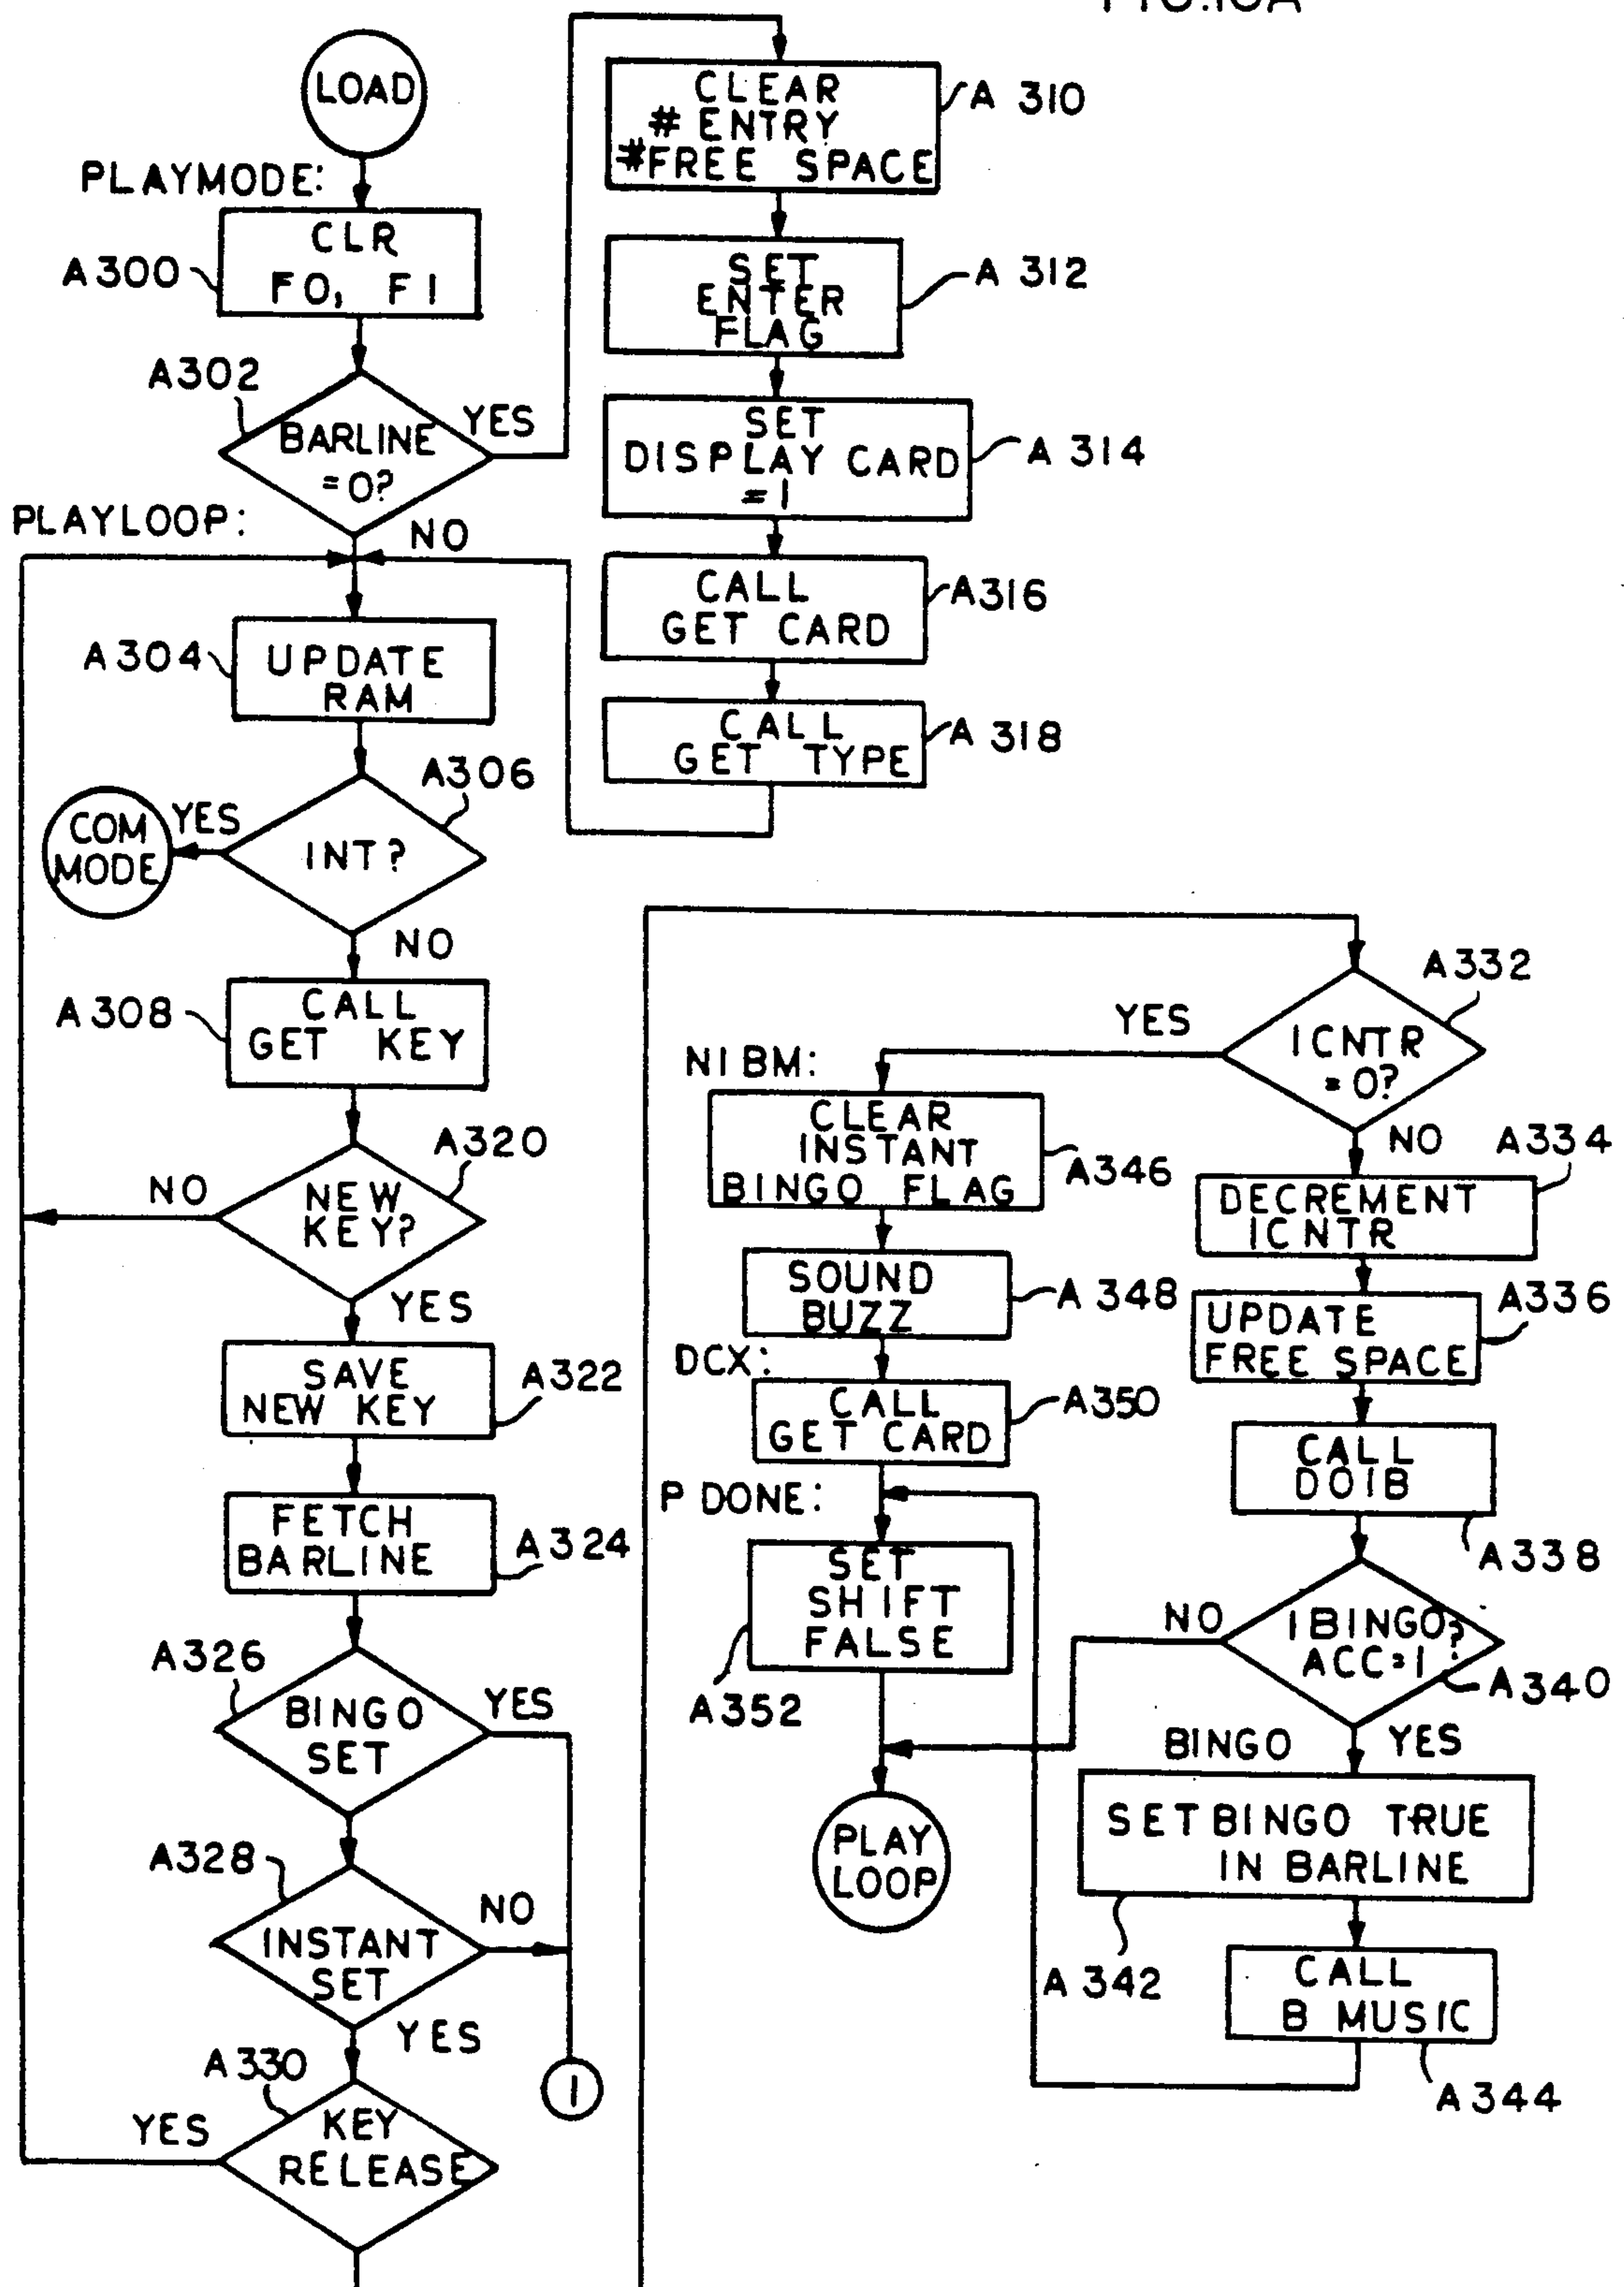 LOAD
PLAYMODE:
CLR
F0, F1
A300
A302
BARLINE
=0?
YES
NO
PLAYLOOP:
UPDATE
RAM
A304
A306
INT?
YES
COM
MODE
NO
CALL
GET KEY
A308
A320
NEW
KEY?
NO
YES
SAVE
NEW KEY
A322
FETCH
BARLINE
A324
A326
BINGO
SET
YES
A328
INSTANT
SET
NO
YES
1
A330
KEY
RELEASE
YES
CLEAR
# ENTRY
#FREE SPACE
A 310
SET
ENTER
FLAG
A 312
SET
DISPLAY CARD
=1
A 314
CALL
GET CARD
A316
CALL
GET TYPE
A 318
A332
ICNTR
=0?
YES
NO
NIBM:
CLEAR
INSTANT
BINGO FLAG
A346
SOUND
BUZZ
A 348
DCX:
CALL
GET CARD
A350
P DONE:
SET
SHIFT
FALSE
A352
PLAY
LOOP
A334
DECREMENT
ICNTR
UPDATE
FREE SPACE
A336
CALL
DOIB
A338
IBINGO?
ACC=1
A340
NO
YES
BINGO
SET BINGO TRUE
IN BARLINE
A 342
CALL
B MUSIC
A 344